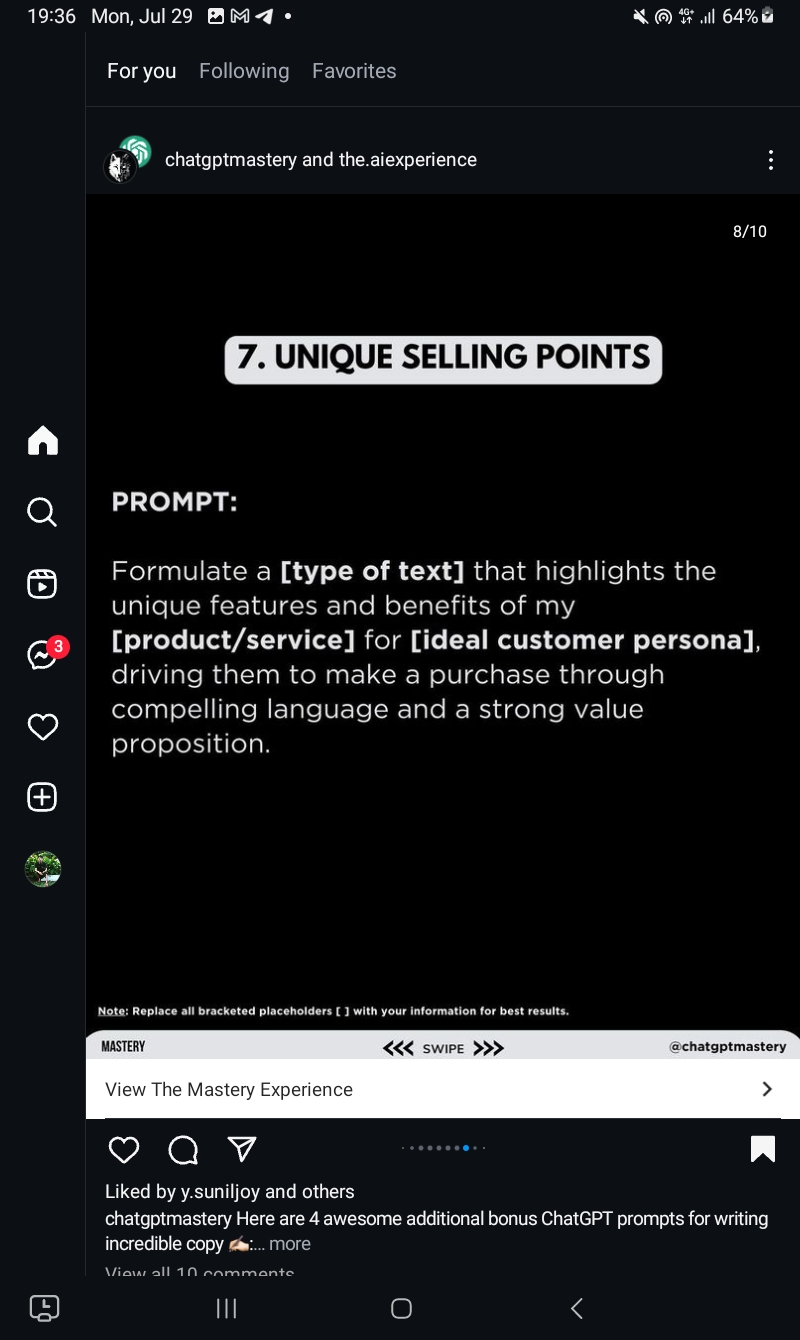 19:36 Mon, Jul 29
4G+ 64%
For you Following Favorites
chatgptmastery and the.aiexperience
8/10
7. UNIQUE SELLING POINTS
PROMPT:
Formulate a [type of text] that highlights the
unique features and benefits of my
[product/service] for [ideal customer persona],
driving them to make a purchase through
compelling language and a strong value
proposition.
3
Note: Replace all bracketed placeholders [ ] with your information for best results.
MASTERY <<< SWIPE >>> @chatgptmastery
View The Mastery Experience
Liked by y.suniljoy and others
chatgptmastery Here are 4 awesome additional bonus ChatGPT prompts for writing
incredible copy ✍🏻:... more
View all 10 comments